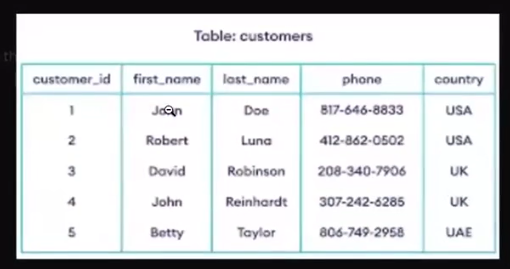 Table: customers
customer_id first_name last_name phone country
1 Doe 817-646-8833 USA
2 Robert Luna 412-862-0502 USA
3 David Robinson 208-340-7906 UK
4 John Reinhardt 307-242-6285 UK
5 Betty Taylor 806-749-2958 UAE